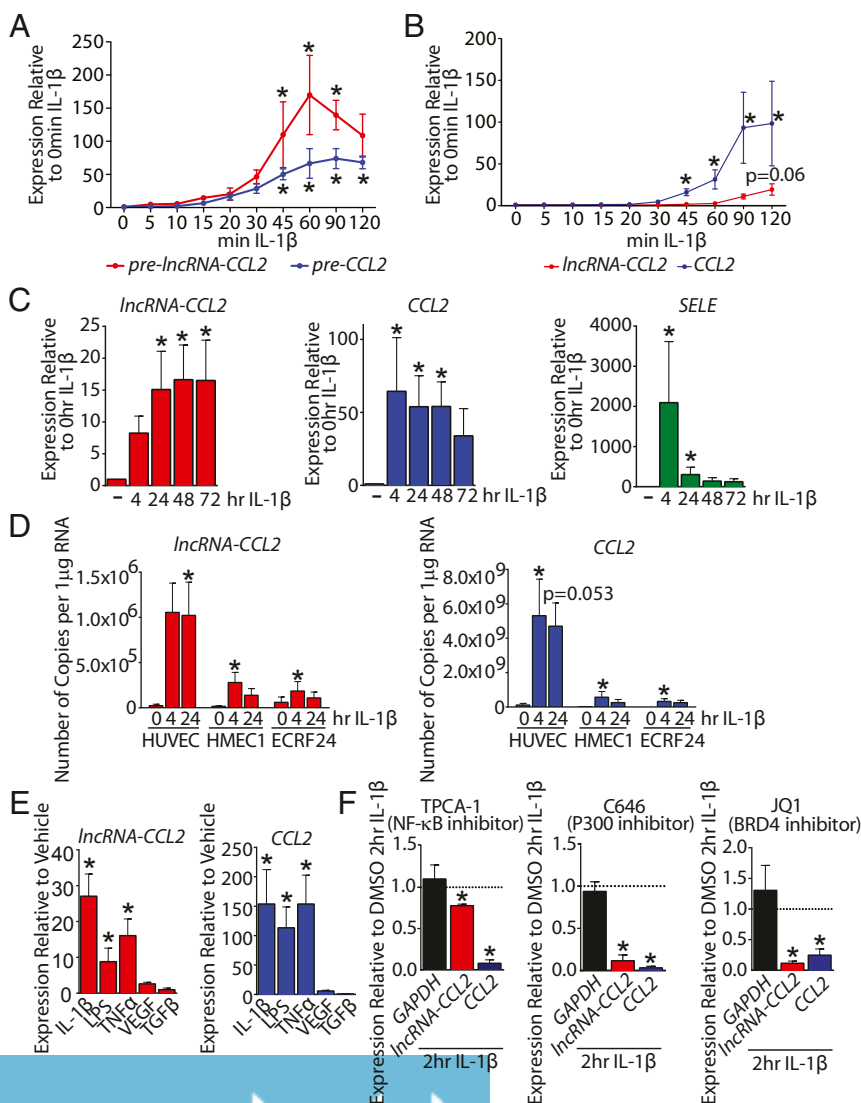 A
Expression Relative
to 0min IL-1β
250
200
150
100
50
0
* * *
* * * *
0 5 10 15 20 30 45 60 90 120
min IL-1β
pre-lncRNA-CCL2 pre-CCL2
B
Expression Relative
to 0min IL-1β
200
150
100
50
0
* * * *
p=0.06
0 5 10 15 20 30 45 60 90 120
min IL-1β
lncRNA-CCL2 CCL2
C
lncRNA-CCL2
Expression Relative
to 0hr IL-1β
25
20
15
10
5
0
* * *
– 4 24 48 72 hr IL-1β
CCL2
Expression Relative
to 0hr IL-1β
100
50
0
* * *
– 4 24 48 72 hr IL-1β
SELE
Expression Relative
to 0hr IL-1β
4000
3000
2000
1000
0
* *
– 4 24 48 72 hr IL-1β
D
lncRNA-CCL2
Number of Copies per 1µg RNA
1.5x10⁶
1.0x10⁶
5.0x10⁵
0
* * *
0 4 24 0 4 24 0 4 24 hr IL-1β
HUVEC HMEC1 ECRF24
CCL2
Number of Copies per 1µg RNA
8.0x10⁹
6.0x10⁹
4.0x10⁹
2.0x10⁹
0
* p=0.053 * *
0 4 24 0 4 24 0 4 24 hr IL-1β
HUVEC HMEC1 ECRF24
E
lncRNA-CCL2
Expression Relative to Vehicle
40
30
20
10
0
* * *
IL-1β LPS TNFα VEGF TGFβ
CCL2
Expression Relative to Vehicle
250
200
150
100
50
0
* * *
IL-1β LPS TNFα VEGF TGFβ
F
TPCA-1
(NF-κB inhibitor)
Expression Relative to DMSO 2hr IL-1β
1.5
1.0
0.5
0.0
* *
GAPDH lncRNA-CCL2 CCL2
2hr IL-1β
C646
(P300 inhibitor)
Expression Relative to DMSO 2hr IL-1β
1.5
1.0
0.5
0.0
* *
GAPDH lncRNA-CCL2 CCL2
2hr IL-1β
JQ1
(BRD4 inhibitor)
Expression Relative to DMSO 2hr IL-1β
2.0
1.5
1.0
0.5
0.0
* *
GAPDH lncRNA-CCL2 CCL2
2hr IL-1β